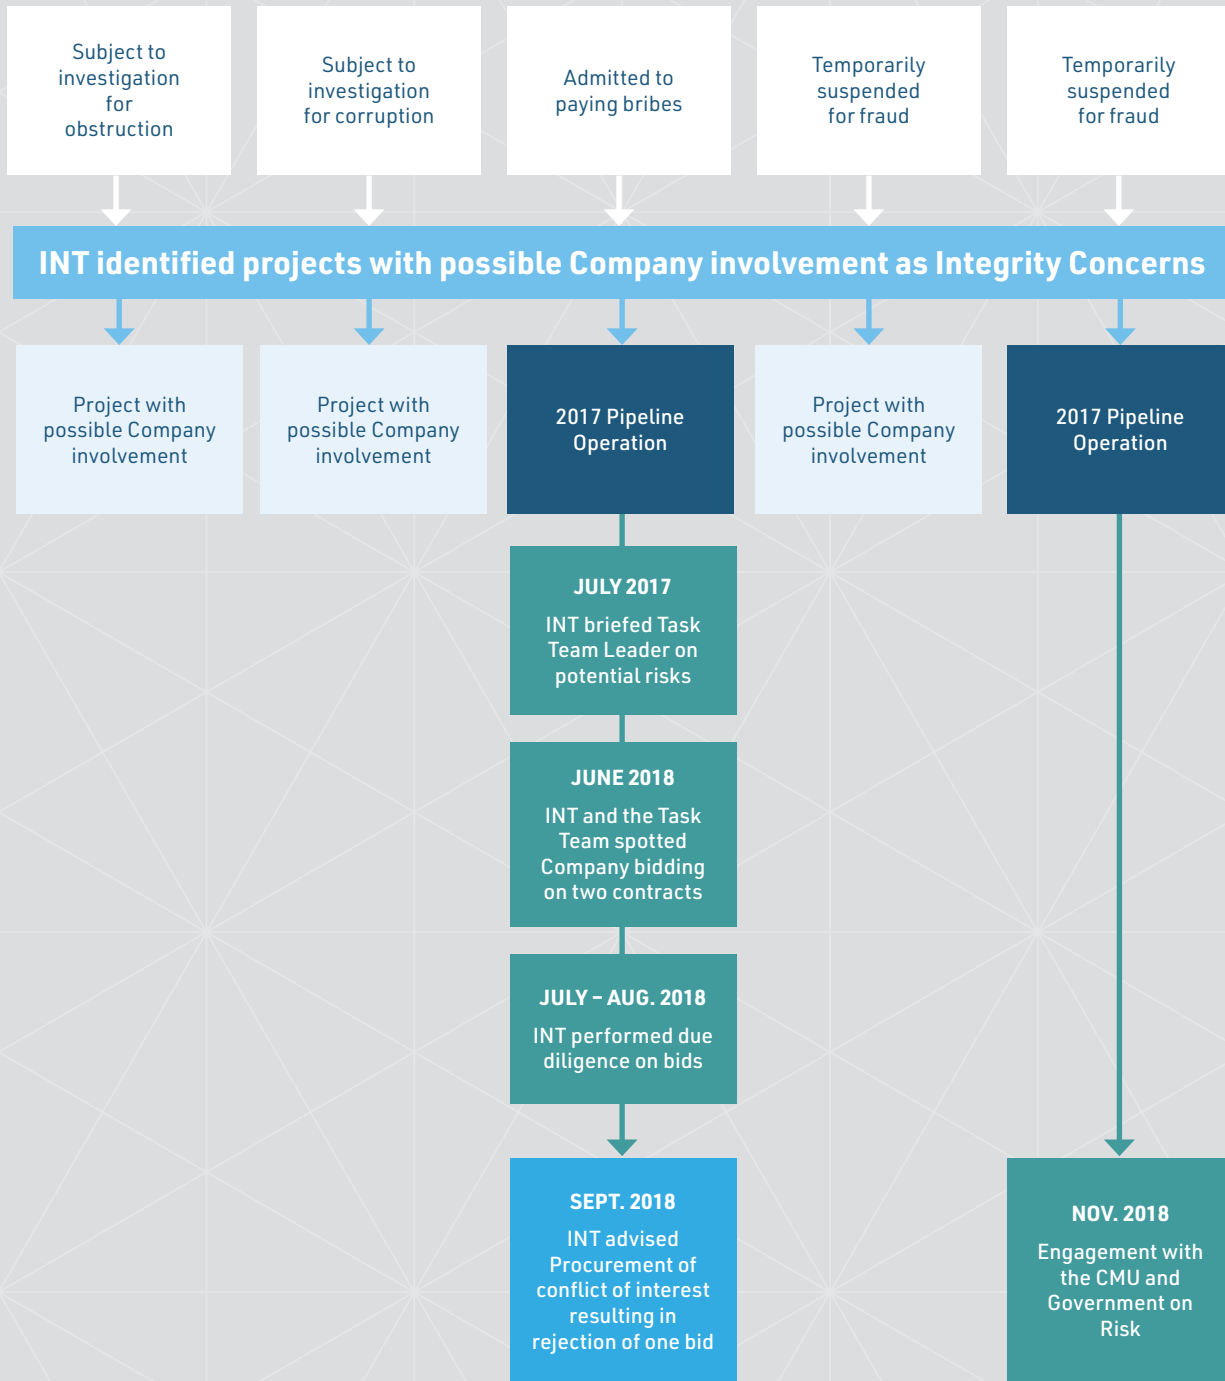 Subject to
investigation
for
obstruction
Subject to
investigation
for corruption
Admitted to
paying bribes
Temporarily
suspended
for fraud
Temporarily
suspended
for fraud
INT identified projects with possible Company involvement as Integrity Concerns
Project with
possible Company
involvement
Project with
possible Company
involvement
2017 Pipeline
Operation
Project with
possible Company
involvement
2017 Pipeline
Operation
JULY 2017
INT briefed Task
Team Leader on
potential risks
JUNE 2018
INT and the Task
Team spotted
Company bidding
on two contracts
JULY – AUG. 2018
INT performed due
diligence on bids
SEPT. 2018
INT advised
Procurement of
conflict of interest
resulting in
rejection of one bid
NOV. 2018
Engagement with
the CMU and
Government on
Risk